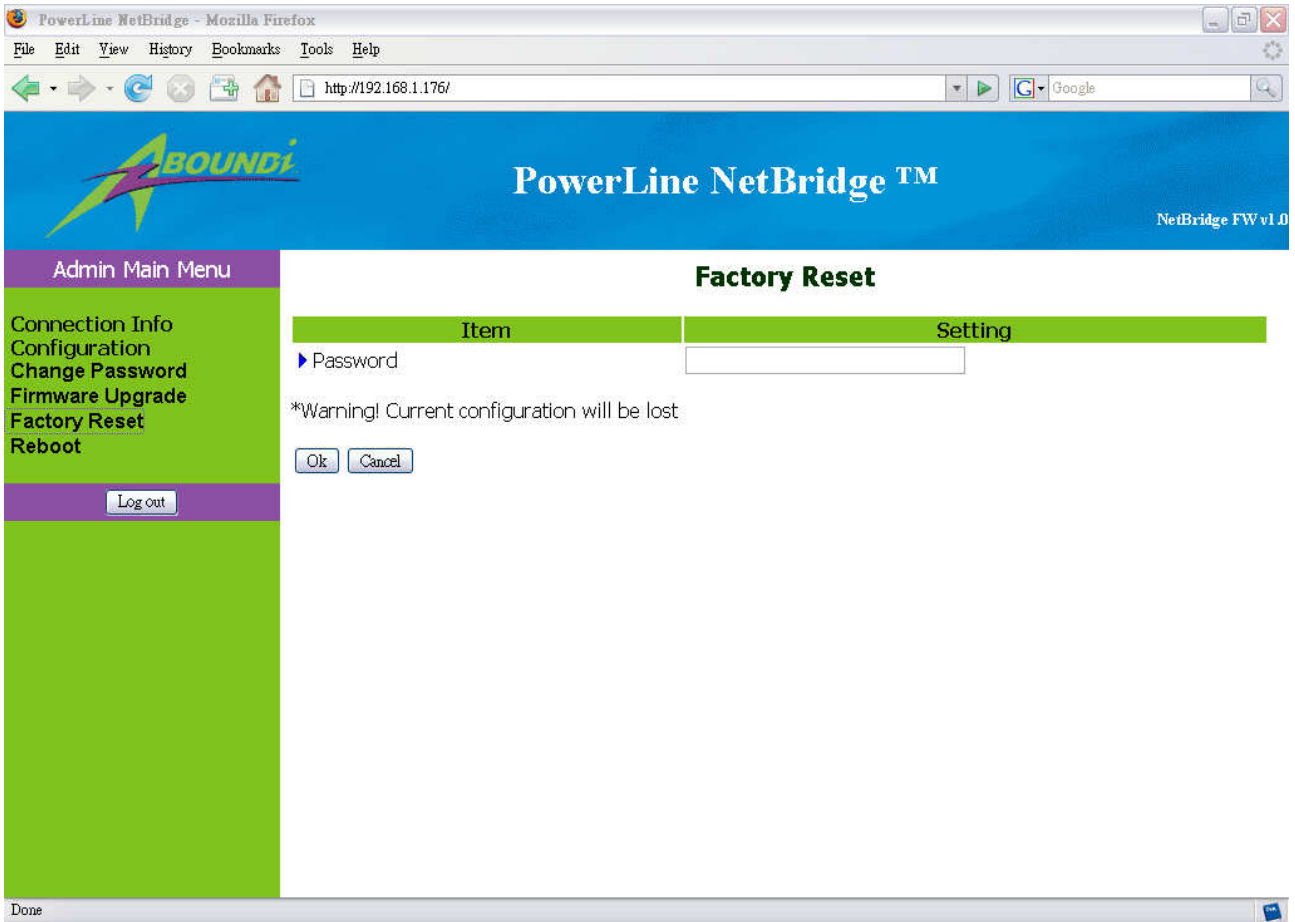 PowerLine NetBridge - Mozilla Firefox
File Edit View History Bookmarks Tools Help
http://192.168.1.176/
G Google
ABOUNDi
PowerLine NetBridge ™
NetBridge FW v1.0
Admin Main Menu
Connection Info
Configuration
Change Password
Firmware Upgrade
Factory Reset
Reboot
Log out
Factory Reset
Item Setting
Password
*Warning! Current configuration will be lost
Ok Cancel
Done